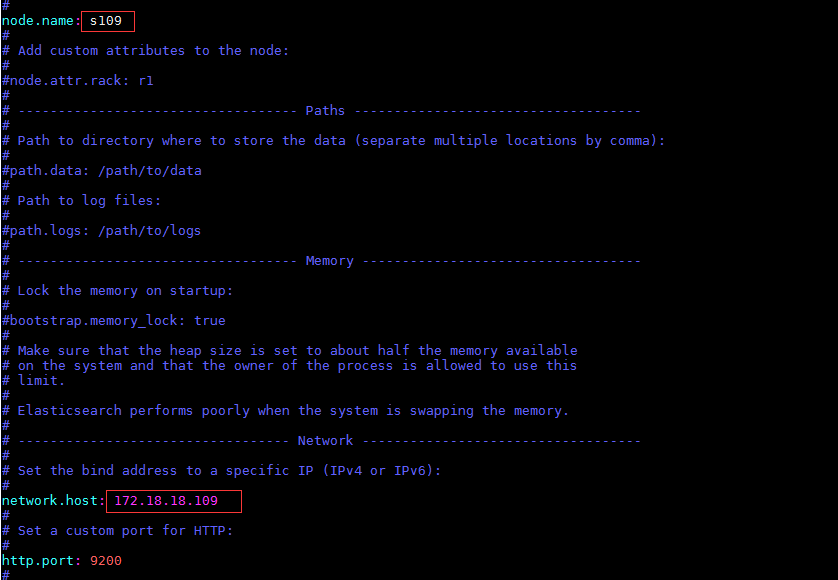 #
node.name: s109
#
# Add custom attributes to the node:
#
#node.attr.rack: r1
#
# ----------------------------------- Paths ------------------------------------
#
# Path to directory where to store the data (separate multiple locations by comma):
#
#path.data: /path/to/data
#
# Path to log files:
#
#path.logs: /path/to/logs
#
# ----------------------------------- Memory -----------------------------------
#
# Lock the memory on startup:
#
#bootstrap.memory_lock: true
#
# Make sure that the heap size is set to about half the memory available
# on the system and that the owner of the process is allowed to use this
# limit.
#
# Elasticsearch performs poorly when the system is swapping the memory.
#
# ---------------------------------- Network -----------------------------------
#
# Set the bind address to a specific IP (IPv4 or IPv6):
#
network.host: 172.18.18.109
#
# Set a custom port for HTTP:
#
http.port: 9200
#